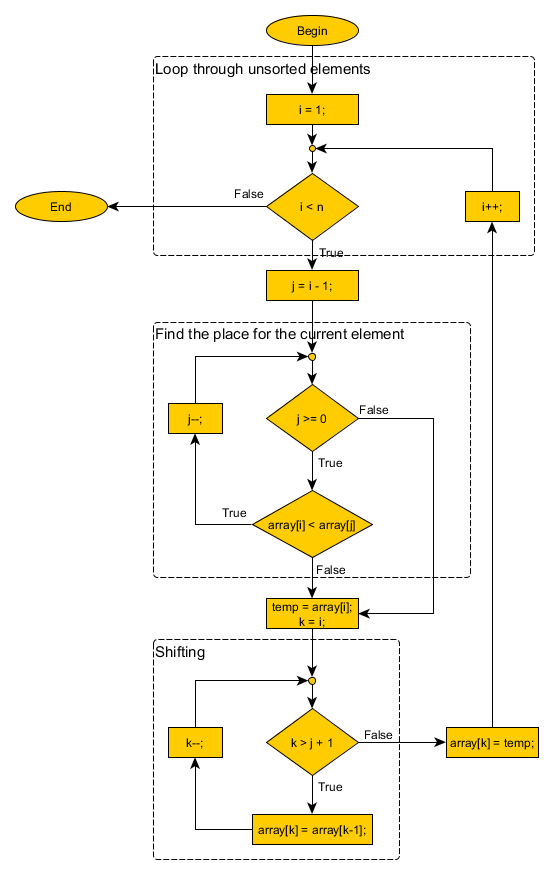 Begin
Loop through unsorted elements
i = 1;
False
i < n
i++;
End
True
j = i - 1;
Find the place for the current element
j--;
j >= 0
False
True
True
array[i] < array[j]
False
temp = array[i];
k = i;
Shifting
k--;
k > j + 1
False
array[k] = temp;
True
array[k] = array[k-1];